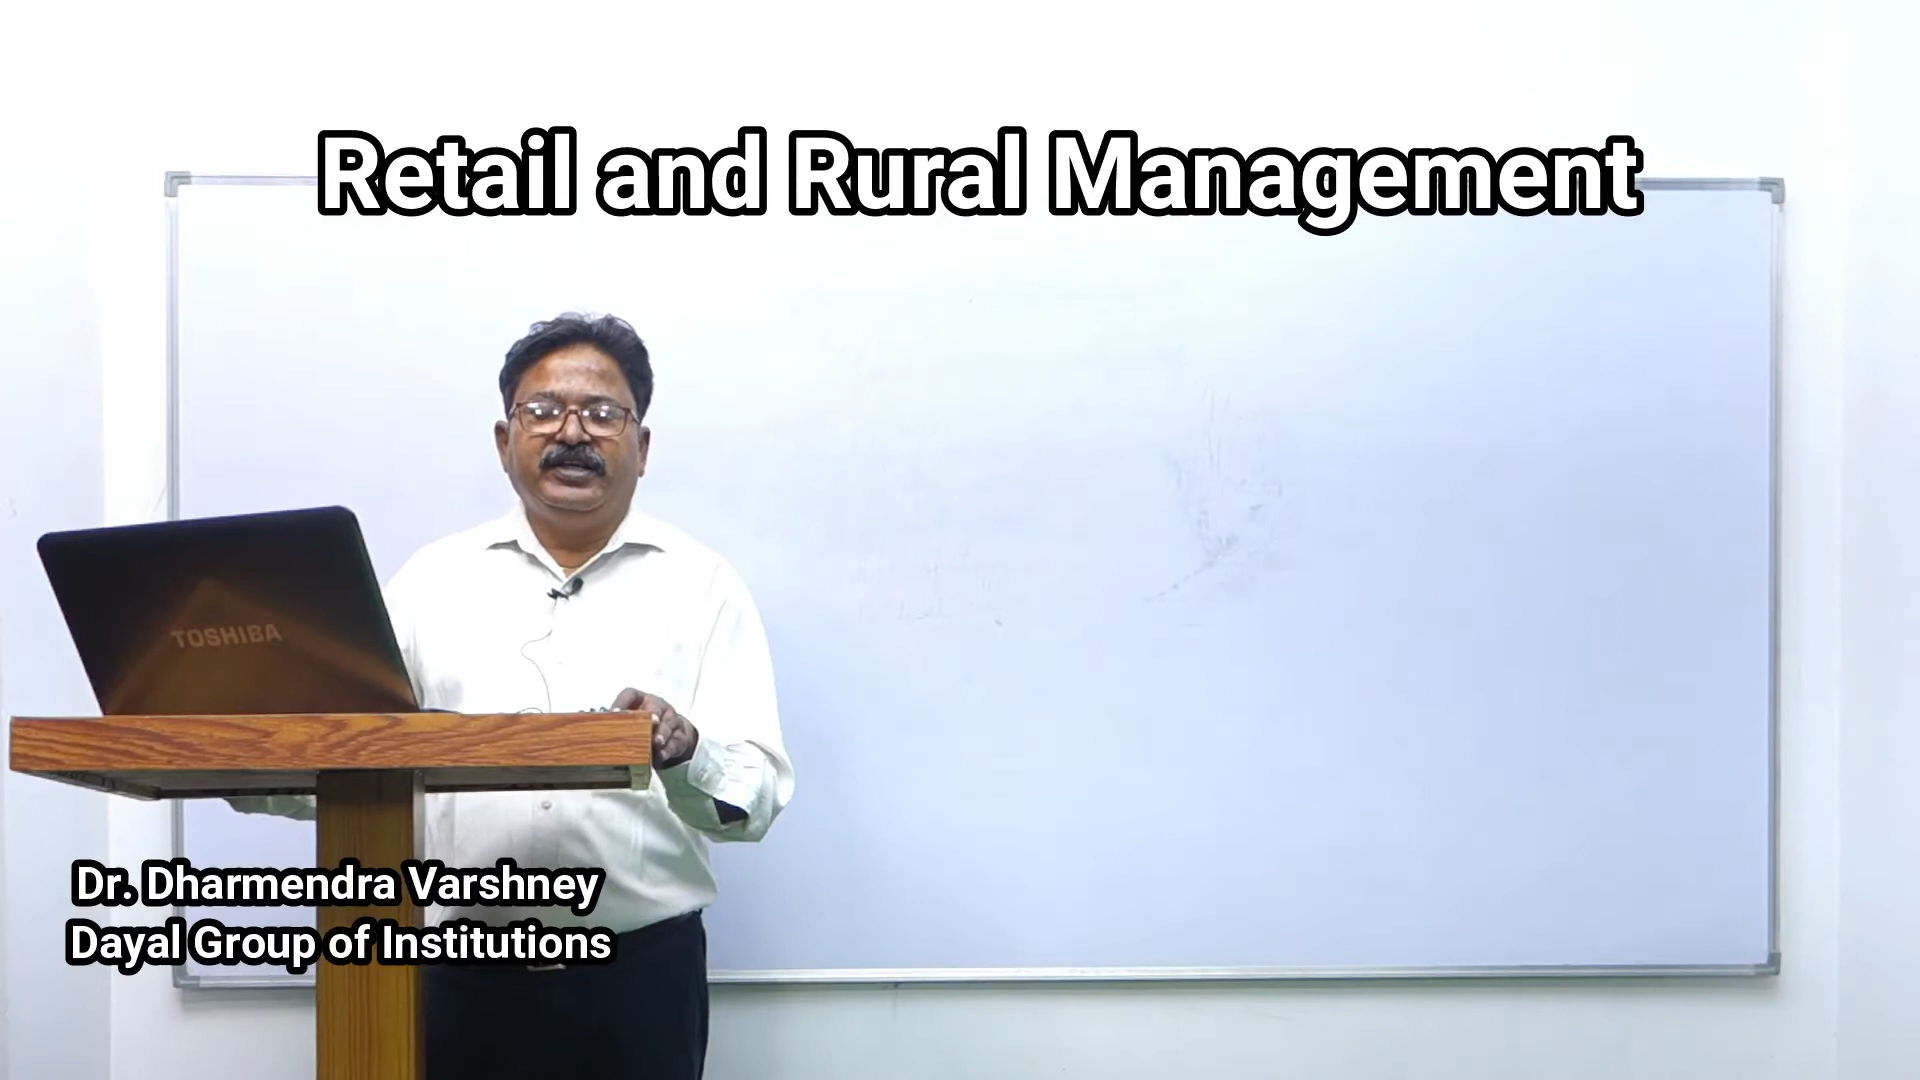 Retail and Rural Management
TOSHIBA
Dr. Dharmendra Varshney
Dayal Group of Institutions